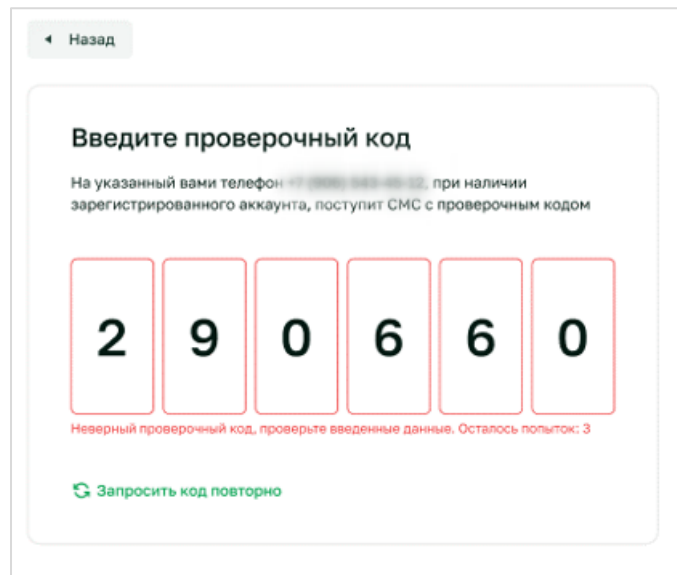 Назад
Введите проверочный код
На указанный вами телефон при наличии
зарегистрированного аккаунта, поступит СМС с проверочным кодом
2 9 0 6 6 0
Неверный проверочный код, проверьте введенные данные. Осталось попыток: 3
Запросить код повторно